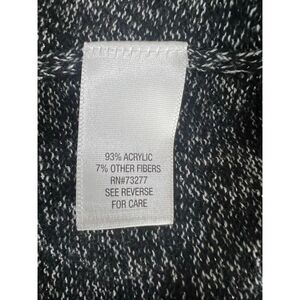 93% ACRYLIC
7% OTHER FIBERS
RN#73277
SEE REVERSE
FOR CARE